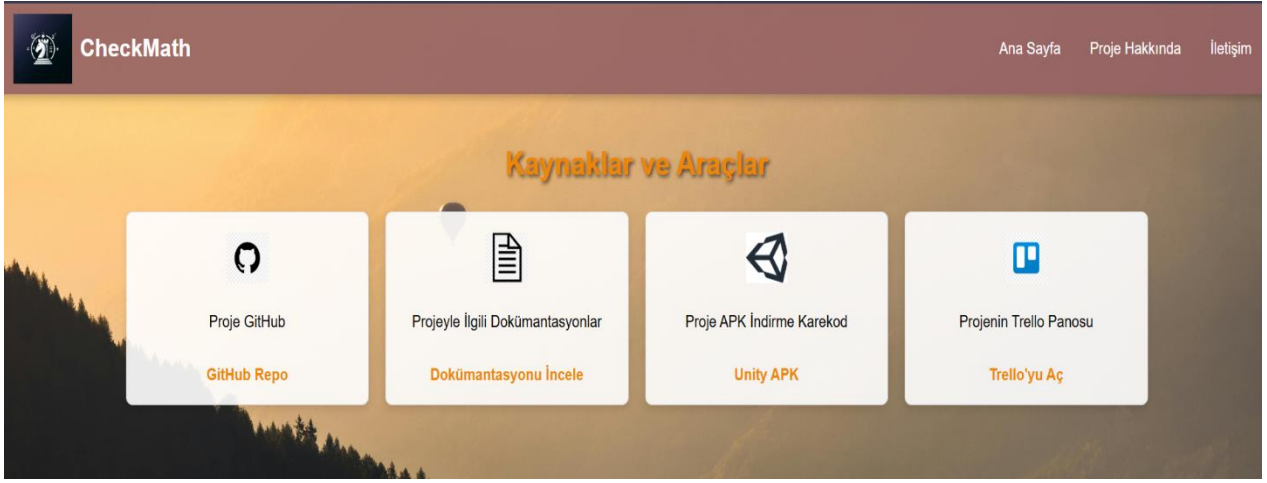 CheckMath
Ana Sayfa Proje Hakkında İletişim
Kaynaklar ve Araçlar
Proje GitHub
GitHub Repo
Projeyle İlgili Dokümantasyonlar
Dokümantasyonu İncele
Proje APK İndirme Karekod
Unity APK
Projenin Trello Panosu
Trello'yu Aç